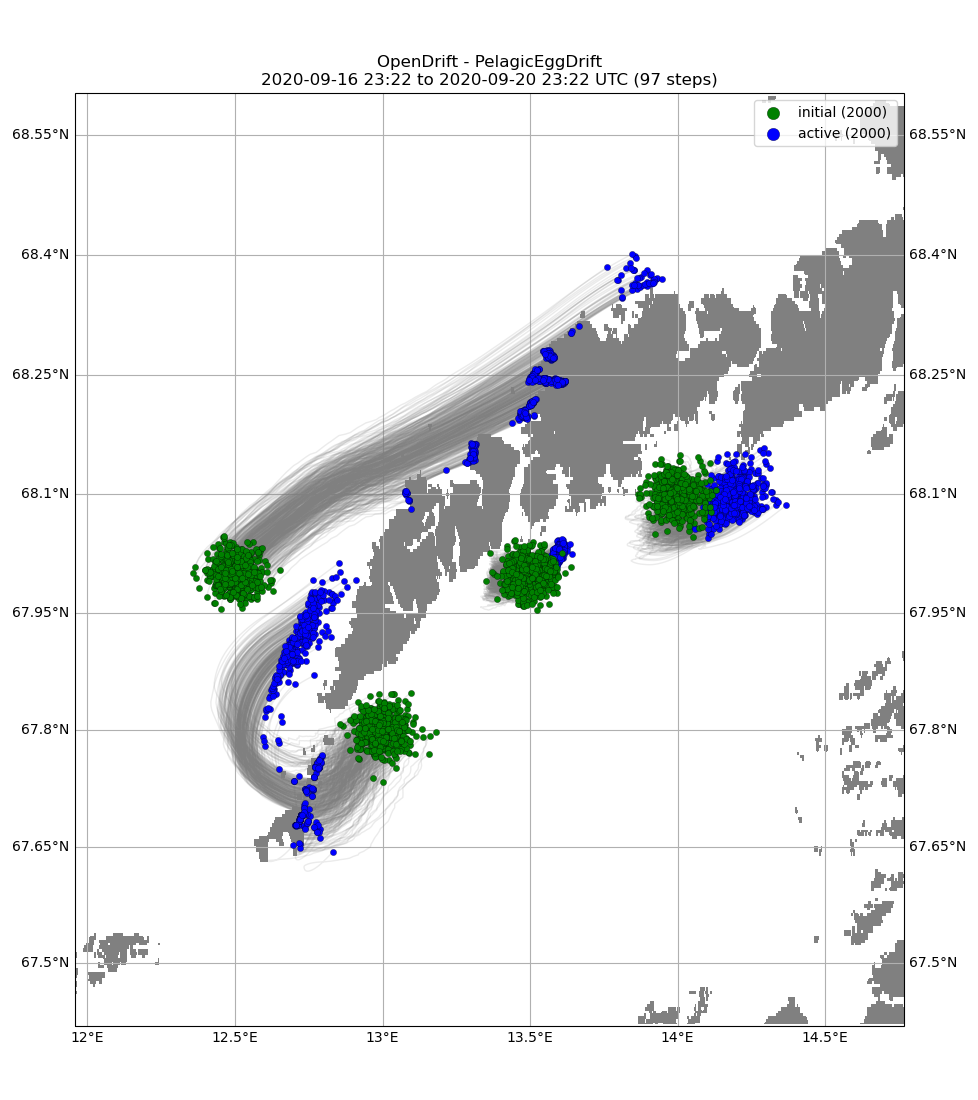 OpenDrift - PelagicEggDrift
2020-09-16 23:22 to 2020-09-20 23:22 UTC (97 steps)
initial (2000)
active (2000)
68.55°N 68.55°N
68.4°N 68.4°N
68.25°N 68.25°N
68.1°N 68.1°N
67.95°N 67.95°N
67.8°N 67.8°N
67.65°N 67.65°N
67.5°N 67.5°N
12°E 12.5°E 13°E 13.5°E 14°E 14.5°E